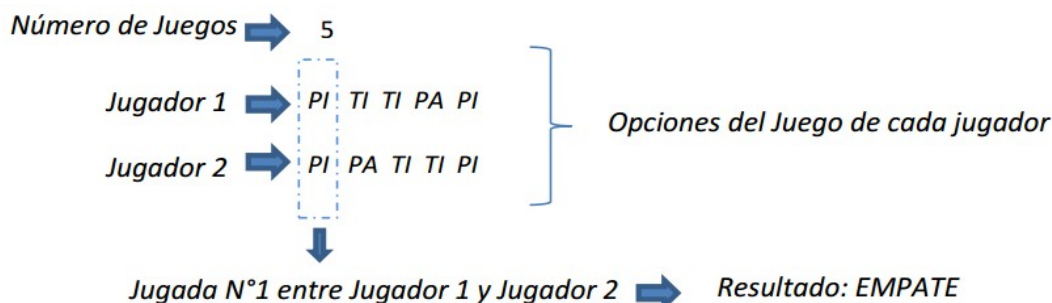 Número de Juegos 5
Jugador 1 PI TI TI PA PI
Opciones del Juego de cada jugador
Jugador 2 PI PA TI TI PI
Jugada N°1 entre Jugador 1 y Jugador 2 Resultado: EMPATE